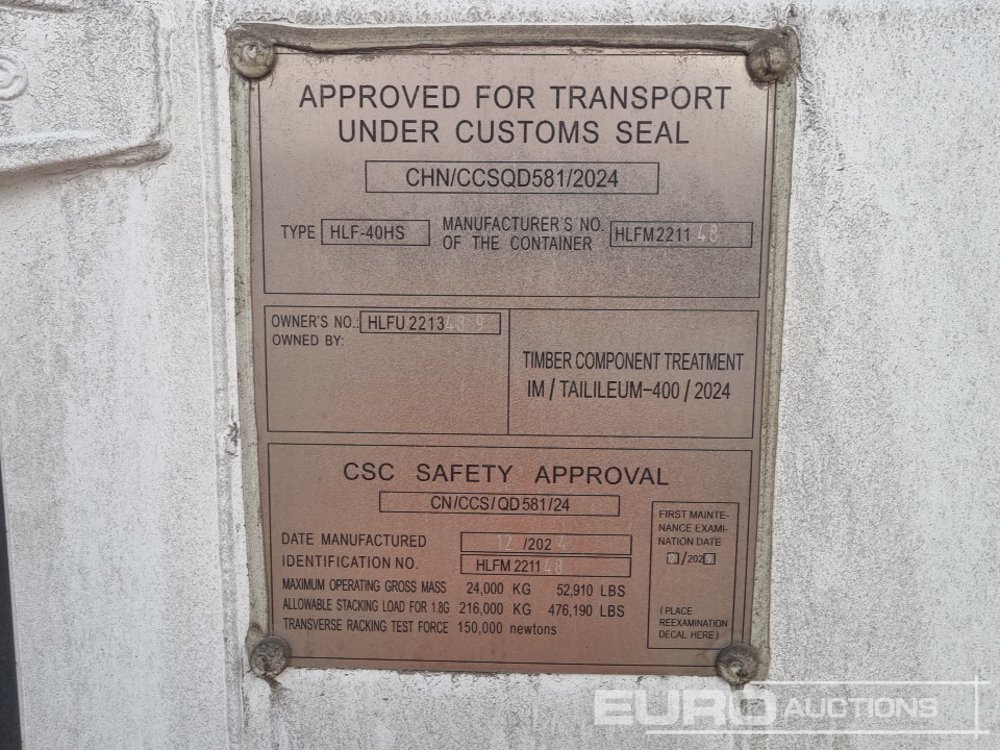 APPROVED FOR TRANSPORT
UNDER CUSTOMS SEAL
CHN/CCSQD581/2024
TYPE HLF-40HS
MANUFACTURER'S NO.
OF THE CONTAINER
HLFM221148
OWNER'S NO.: HLFU 2213
OWNED BY:
TIMBER COMPONENT TREATMENT
IM / TAILILEUM-400 / 2024
CSC SAFETY APPROVAL
CN/CCS/QD581/24
DATE MANUFACTURED 12 /2024
IDENTIFICATION NO. HLFM 221148
MAXIMUM OPERATING GROSS MASS 24,000 KG 52,910 LBS
ALLOWABLE STACKING LOAD FOR 1.8G 216,000 KG 476,190 LBS
TRANSVERSE RACKING TEST FORCE 150,000 newtons
FIRST MAINTE-
NANCE EXAMI-
NATION DATE
(PLACE
REEXAMINATION
DECAL HERE)
EURO AUCTIONS